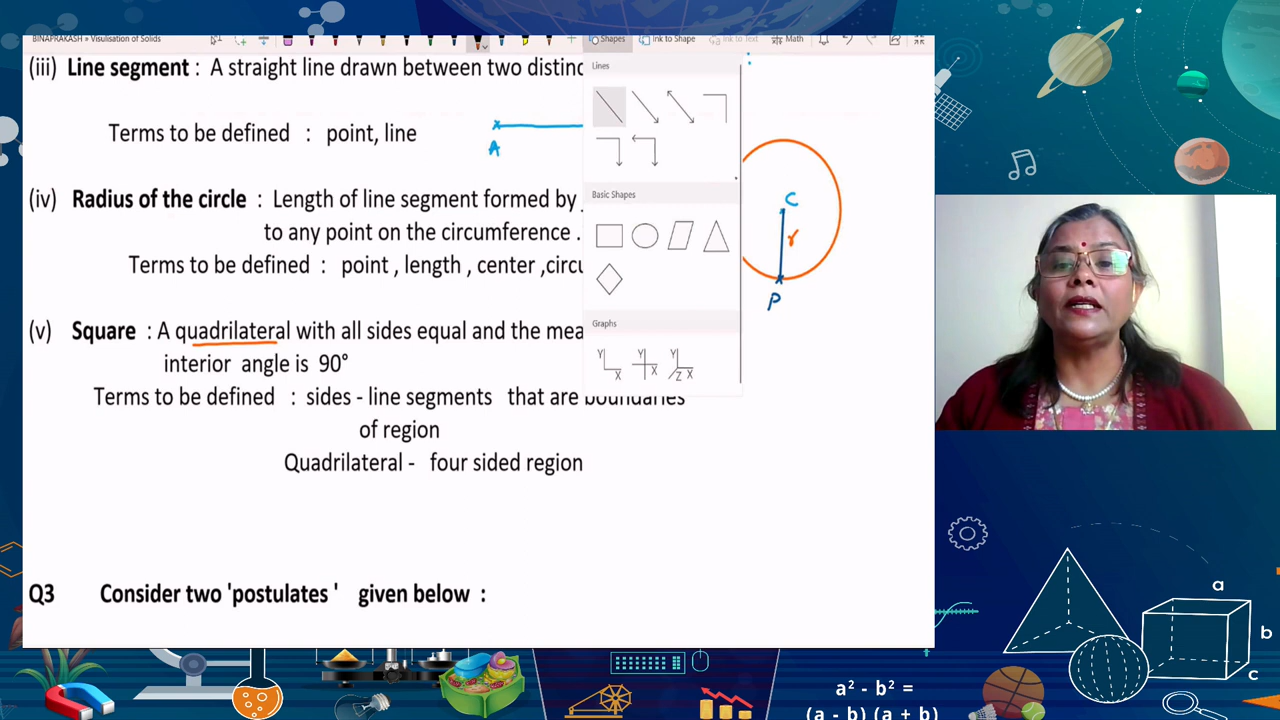 BINAPRAKASH » Visulisation of Solids
Shapes
Ink to Shape
Ink to Text
Math
Lines
Basic Shapes
Graphs
Y X
Y X
Y Z X
(iii) Line segment : A straight line drawn between two distinc
Terms to be defined : point, line
A
(iv) Radius of the circle : Length of line segment formed by
to any point on the circumference .
Terms to be defined : point , length , center ,circu
C
r
P
(v) Square : A quadrilateral with all sides equal and the mea
interior angle is 90°
Terms to be defined : sides - line segments that are boundaries
of region
Quadrilateral - four sided region
Q3 Consider two 'postulates ' given below :
a
b
c
a² - b² =
(a - b) (a + b)